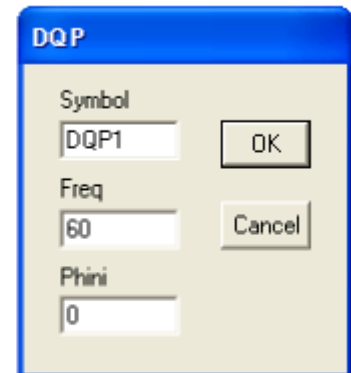 DQP
Symbol
DQP1
OK
Freq
60
Cancel
Phini
0